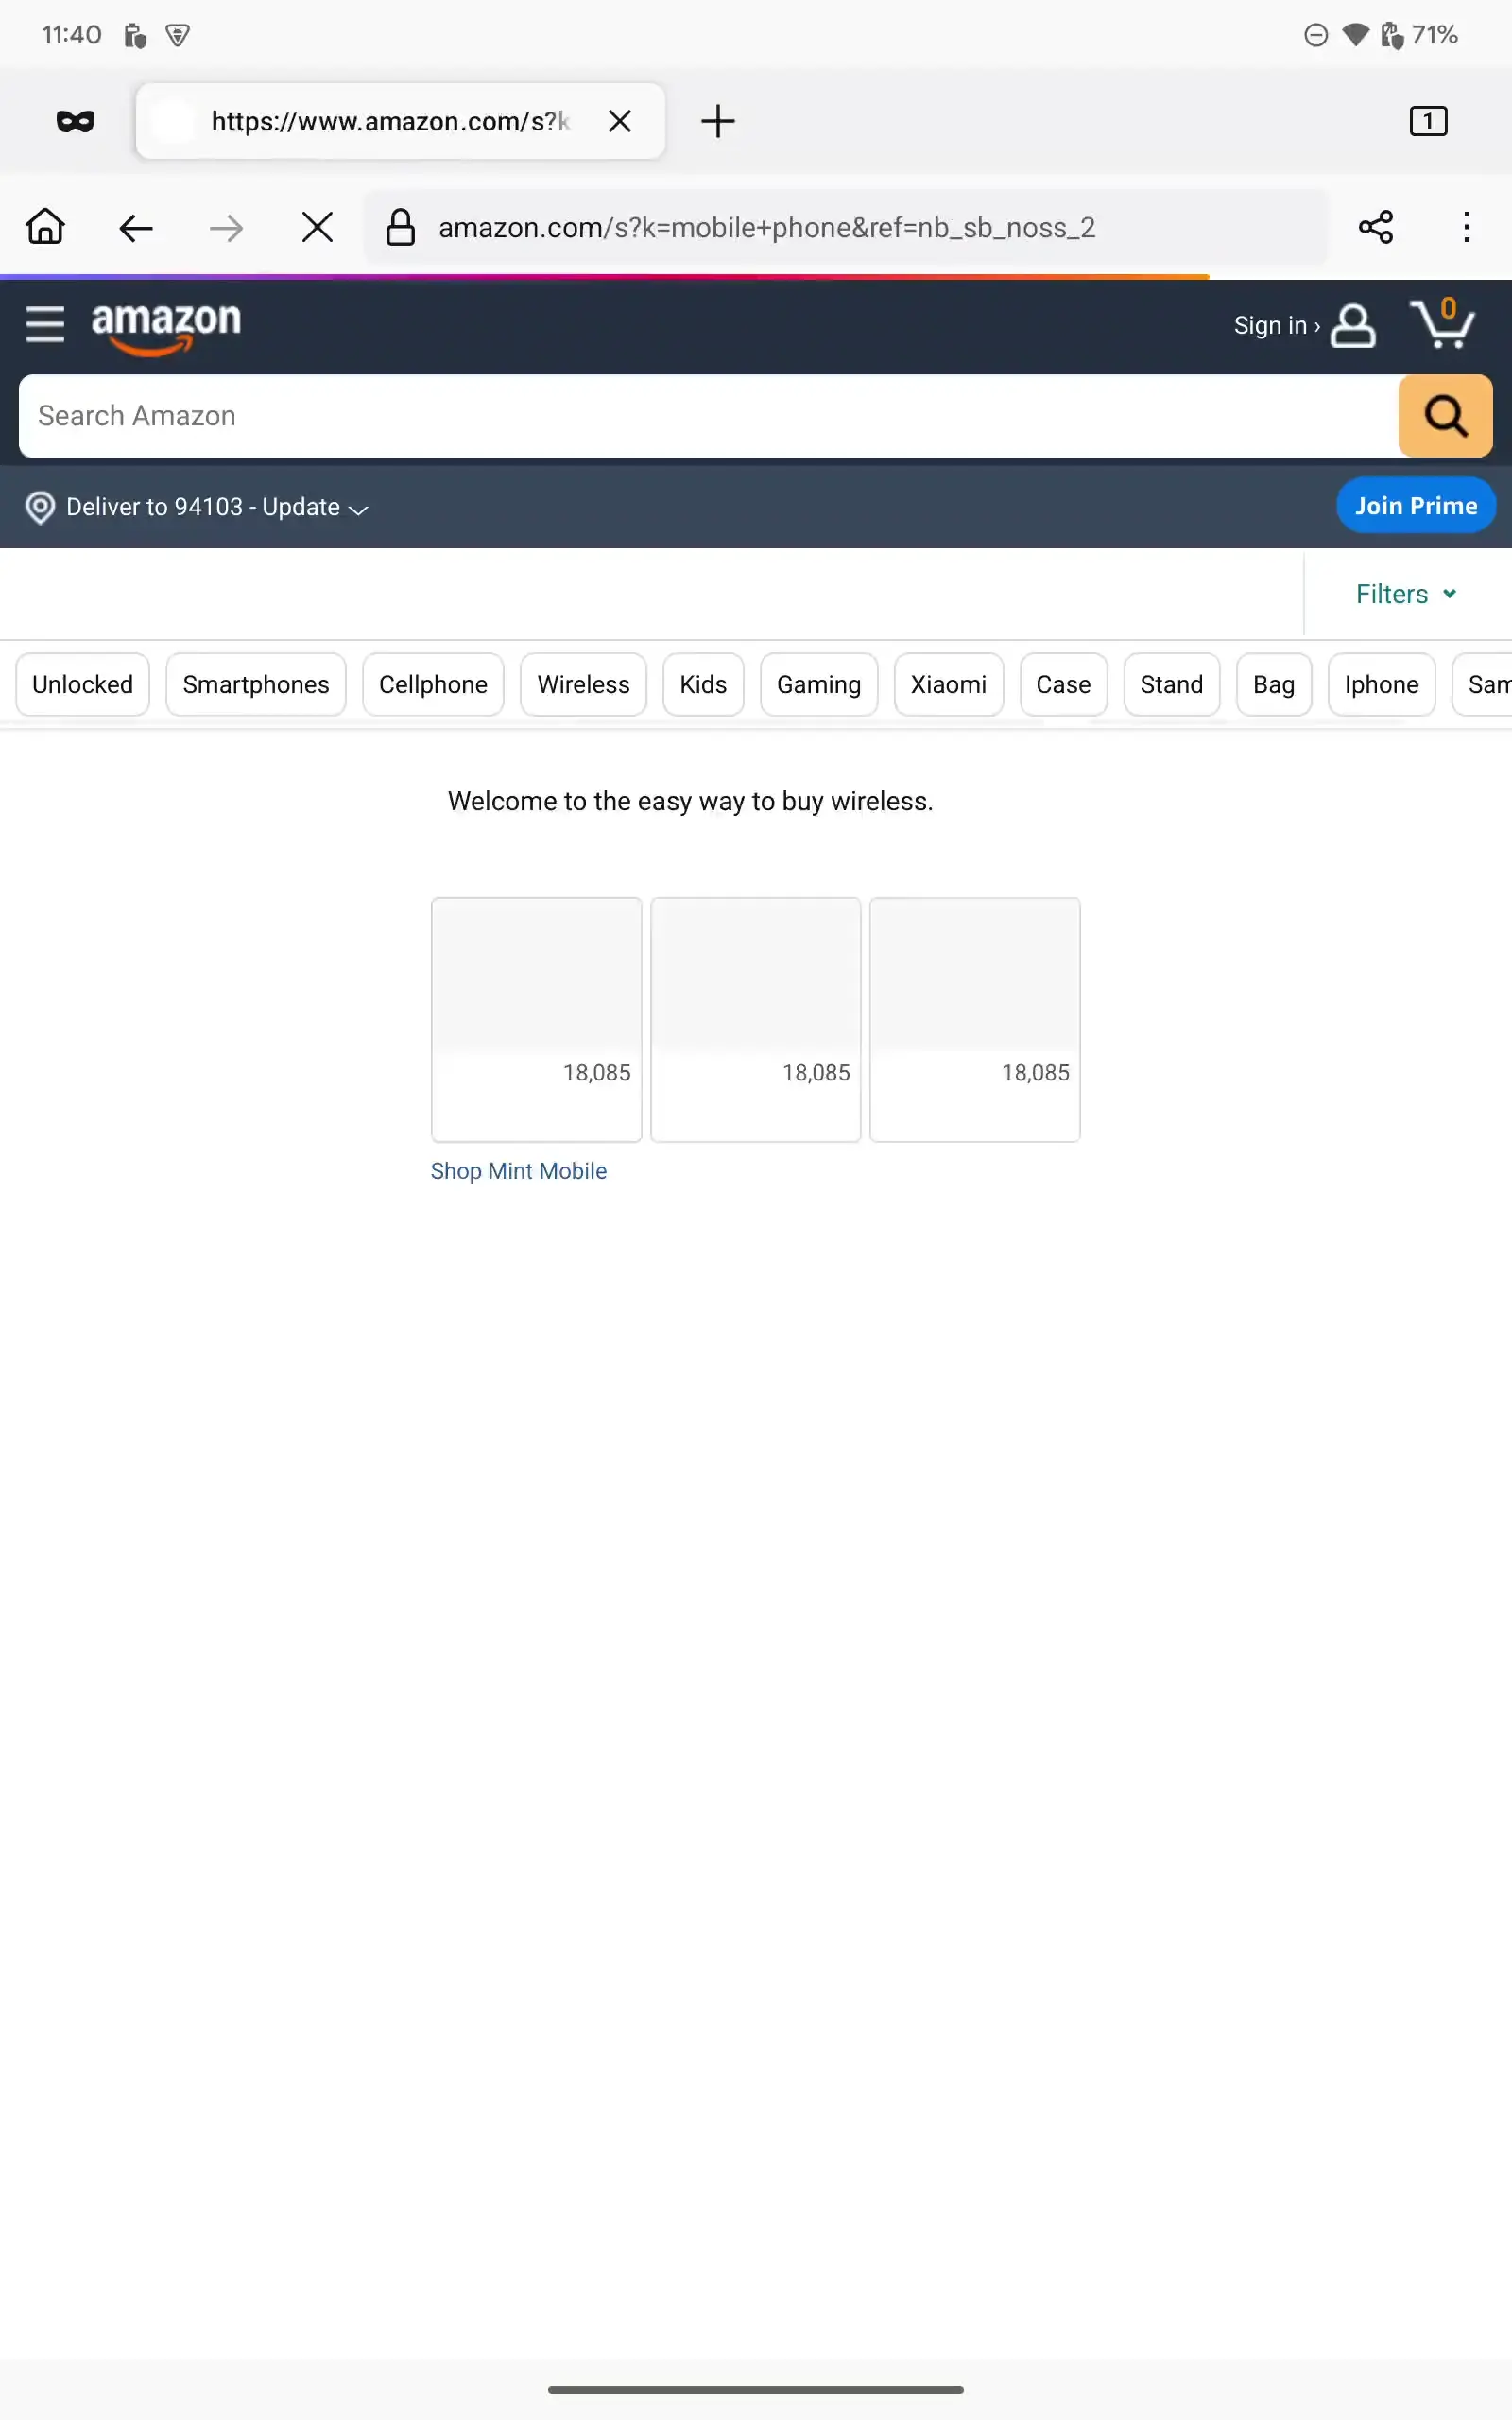 11:40
71%
https://www.amazon.com/s?k
1
amazon.com/s?k=mobile+phone&ref=nb_sb_noss_2
amazon
Sign in ›
0
Search Amazon
Deliver to 94103 - Update
Join Prime
Filters
Unlocked Smartphones Cellphone Wireless Kids Gaming Xiaomi Case Stand Bag Iphone Sam
Welcome to the easy way to buy wireless.
18,085 18,085 18,085
Shop Mint Mobile